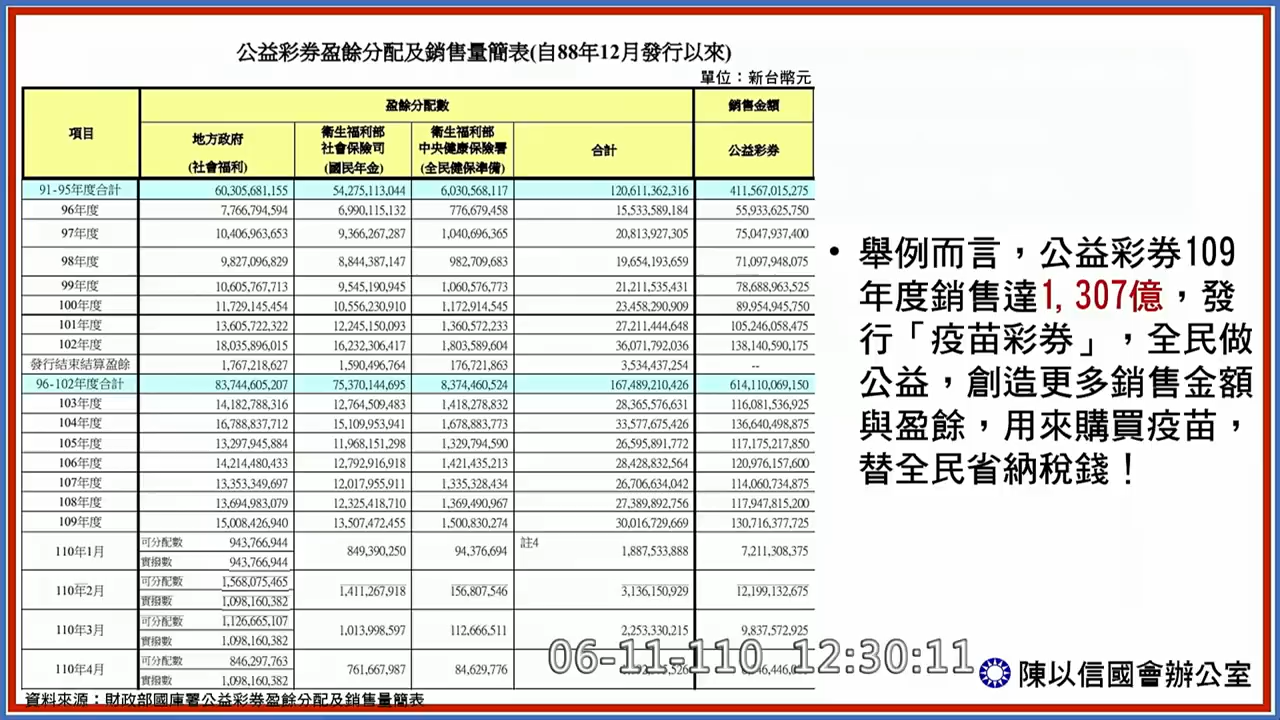 公益彩券盈餘分配及銷售量簡表(自88年12月發行以來)
單位：新台幣元
項目 盈餘分配數 銷售金額
地方政府 (社會福利) 衛生福利部 社會保險司 (國民年金) 衛生福利部 中央健康保險署 (全民健保準備) 合計 公益彩券
91-95年度合計 60,305,681,155 54,275,113,044 6,030,568,117 120,611,362,316 411,567,015,275
96年度 7,766,794,594 6,990,115,132 776,679,458 15,533,589,184 55,933,625,750
97年度 10,406,963,653 9,366,267,287 1,040,696,365 20,813,927,305 75,047,937,400
98年度 9,827,096,829 8,844,387,147 982,709,683 19,654,193,659 71,097,948,075
99年度 10,605,767,713 9,545,190,945 1,060,576,773 21,211,535,431 78,688,963,525
100年度 11,729,145,454 10,556,230,910 1,172,914,545 23,458,290,909 89,954,945,750
101年度 13,605,722,322 12,245,150,093 1,360,572,233 27,211,444,648 105,246,058,475
102年度 18,035,896,015 16,232,306,417 1,803,589,604 36,071,792,036 138,140,590,175
發行結束結算盈餘 1,767,218,627 1,590,496,764 176,721,863 3,534,437,254 --
96-102年度合計 83,744,605,207 75,370,144,695 8,374,460,524 167,489,210,426 614,110,069,150
103年度 14,182,788,316 12,764,509,483 1,418,278,832 28,365,576,631 116,081,536,925
104年度 16,788,837,712 15,109,953,941 1,678,883,773 33,577,675,426 136,640,498,875
105年度 13,297,945,884 11,968,151,298 1,329,794,590 26,595,891,772 117,175,217,850
106年度 14,214,480,433 12,792,916,918 1,421,435,213 28,428,832,564 120,976,157,600
107年度 13,353,349,697 12,017,955,911 1,335,328,434 26,706,634,042 114,060,734,875
108年度 13,694,983,079 12,325,418,710 1,369,490,967 27,389,892,756 117,947,815,200
109年度 15,008,426,940 13,507,472,455 1,500,830,274 30,016,729,669 130,716,377,725
110年1月 可分配數 943,766,944 849,390,250 94,376,694 註4 1,887,533,888 7,211,308,375
實撥數 943,766,944
110年2月 可分配數 1,568,075,465 1,411,267,918 156,807,546 3,136,150,929 12,199,132,675
實撥數 1,098,160,382
110年3月 可分配數 1,126,665,107 1,013,998,597 112,666,511 2,253,330,215 9,837,572,925
實撥數 1,098,160,382
110年4月 可分配數 846,297,763 761,667,987 84,629,776
實撥數 1,098,160,382
資料來源：財政部國庫署公益彩券盈餘分配及銷售量簡表
• 舉例而言，公益彩券109
年度銷售達1,307億，發
行「疫苗彩券」，全民做
公益，創造更多銷售金額
與盈餘，用來購買疫苗，
替全民省納稅錢！
06-11-110 12:30:11
陳以信國會辦公室